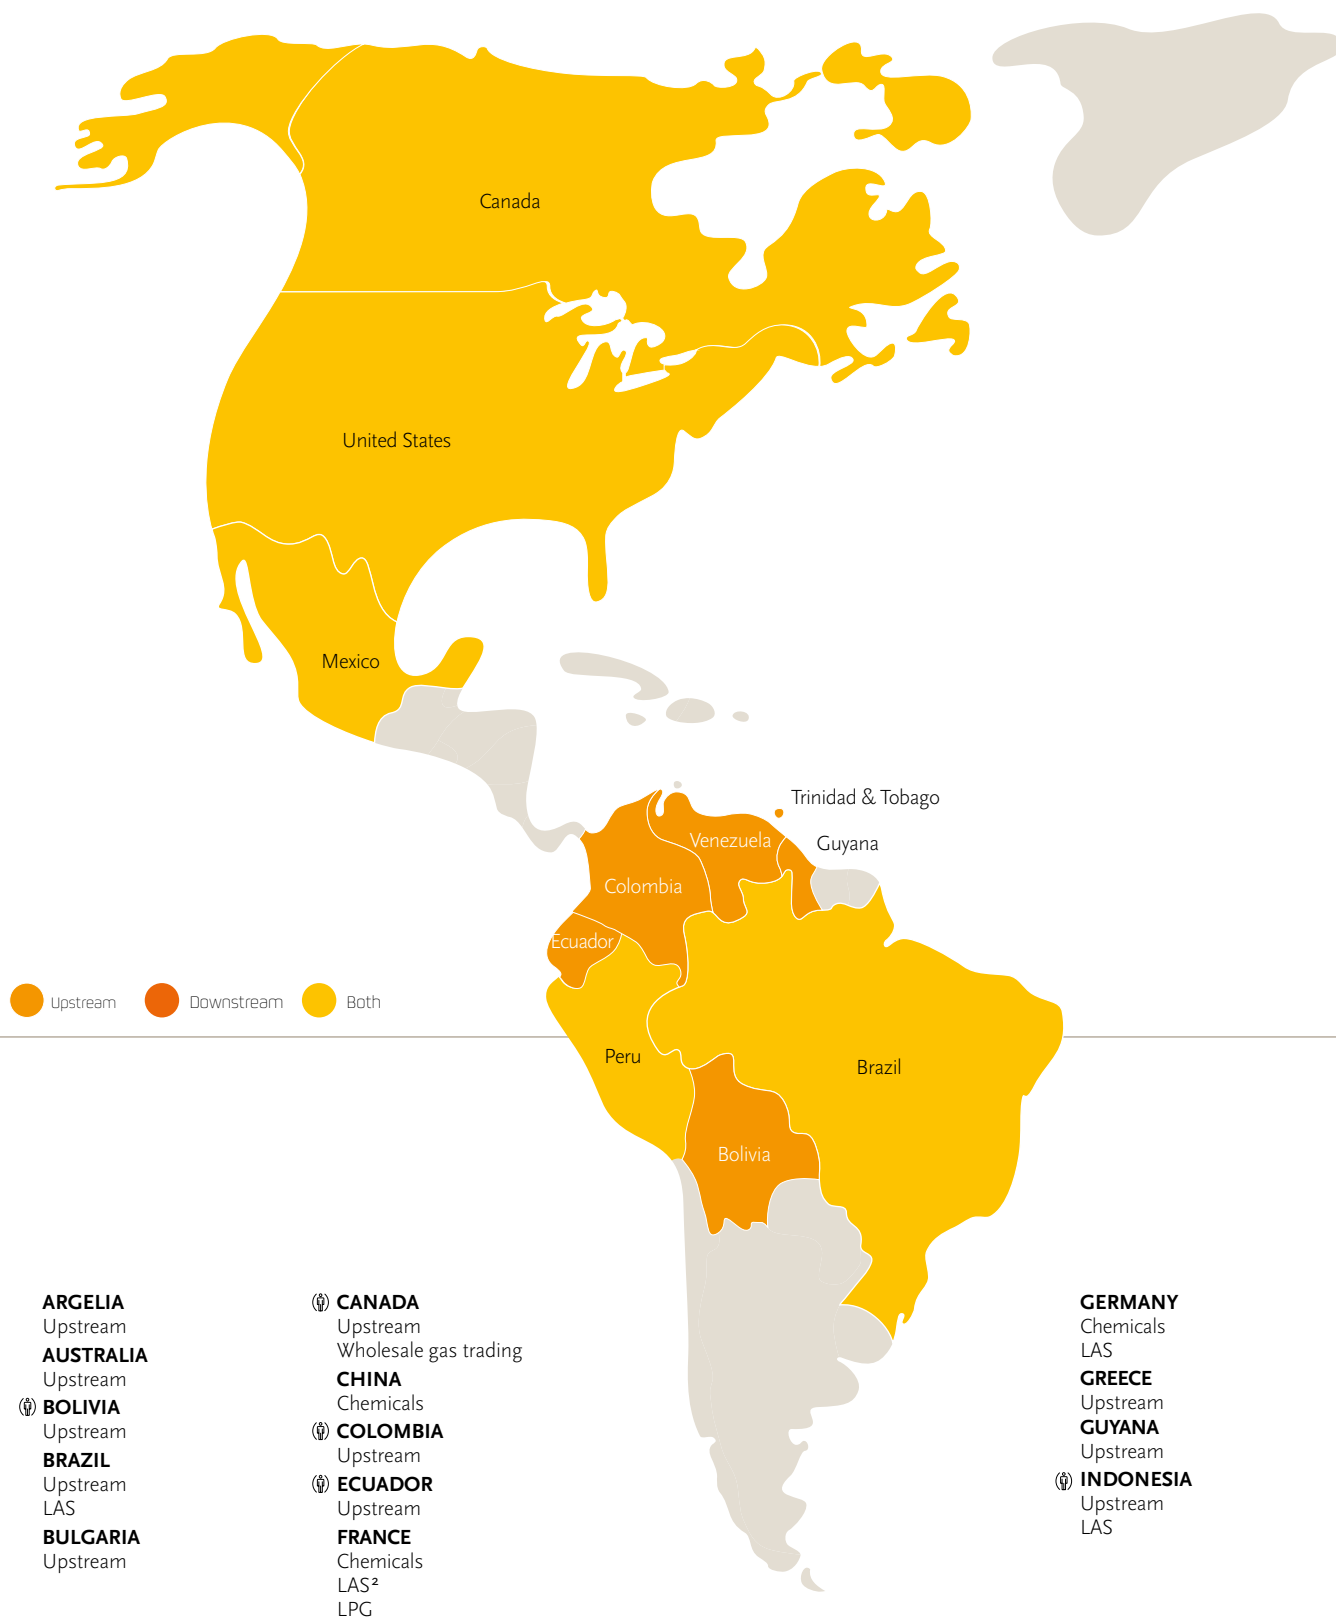 Canada
United States
Mexico
Trinidad & Tobago
Venezuela
Guyana
Colombia
Ecuador
Upstream
Downstream
Both
Peru
Brazil
Bolivia
ARGELIA
Upstream
AUSTRALIA
Upstream
BOLIVIA
Upstream
BRAZIL
Upstream
LAS
BULGARIA
Upstream
CANADA
Upstream
Wholesale gas trading
CHINA
Chemicals
COLOMBIA
Upstream
ECUADOR
Upstream
FRANCE
Chemicals
LAS²
LPG
GERMANY
Chemicals
LAS
GREECE
Upstream
GUYANA
Upstream
INDONESIA
Upstream
LAS